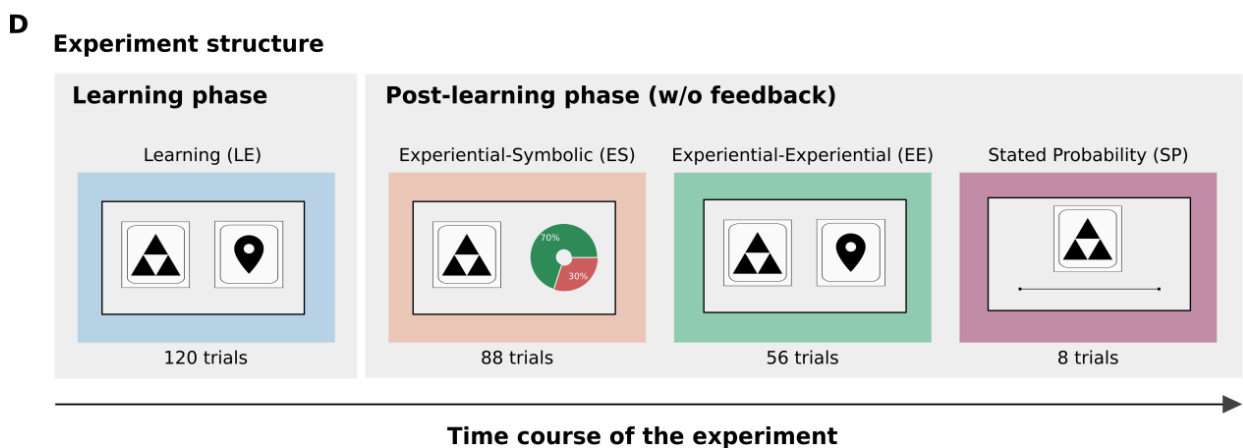 D
Experiment structure
Learning phase
Post-learning phase (w/o feedback)
Learning (LE)
Experiential-Symbolic (ES)
Experiential-Experiential (EE)
Stated Probability (SP)
70%
30%
120 trials
88 trials
56 trials
8 trials
Time course of the experiment